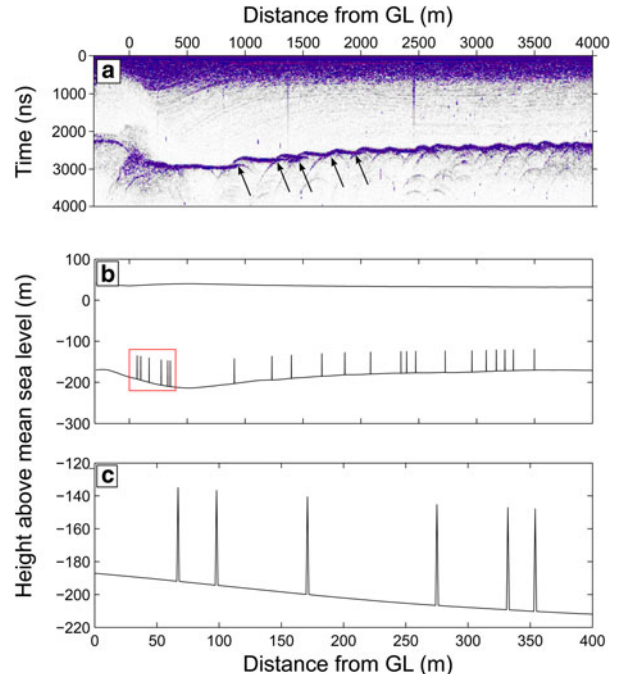 Distance from GL (m)
0 500 1000 1500 2000 2500 3000 3500 4000
a
Time (ns)
0
1000
2000
3000
4000
Height above mean sea level (m)
b
100
0
−100
−200
−300
c
−120
−140
−160
−180
−200
−220
0 50 100 150 200 250 300 350 400
Distance from GL (m)